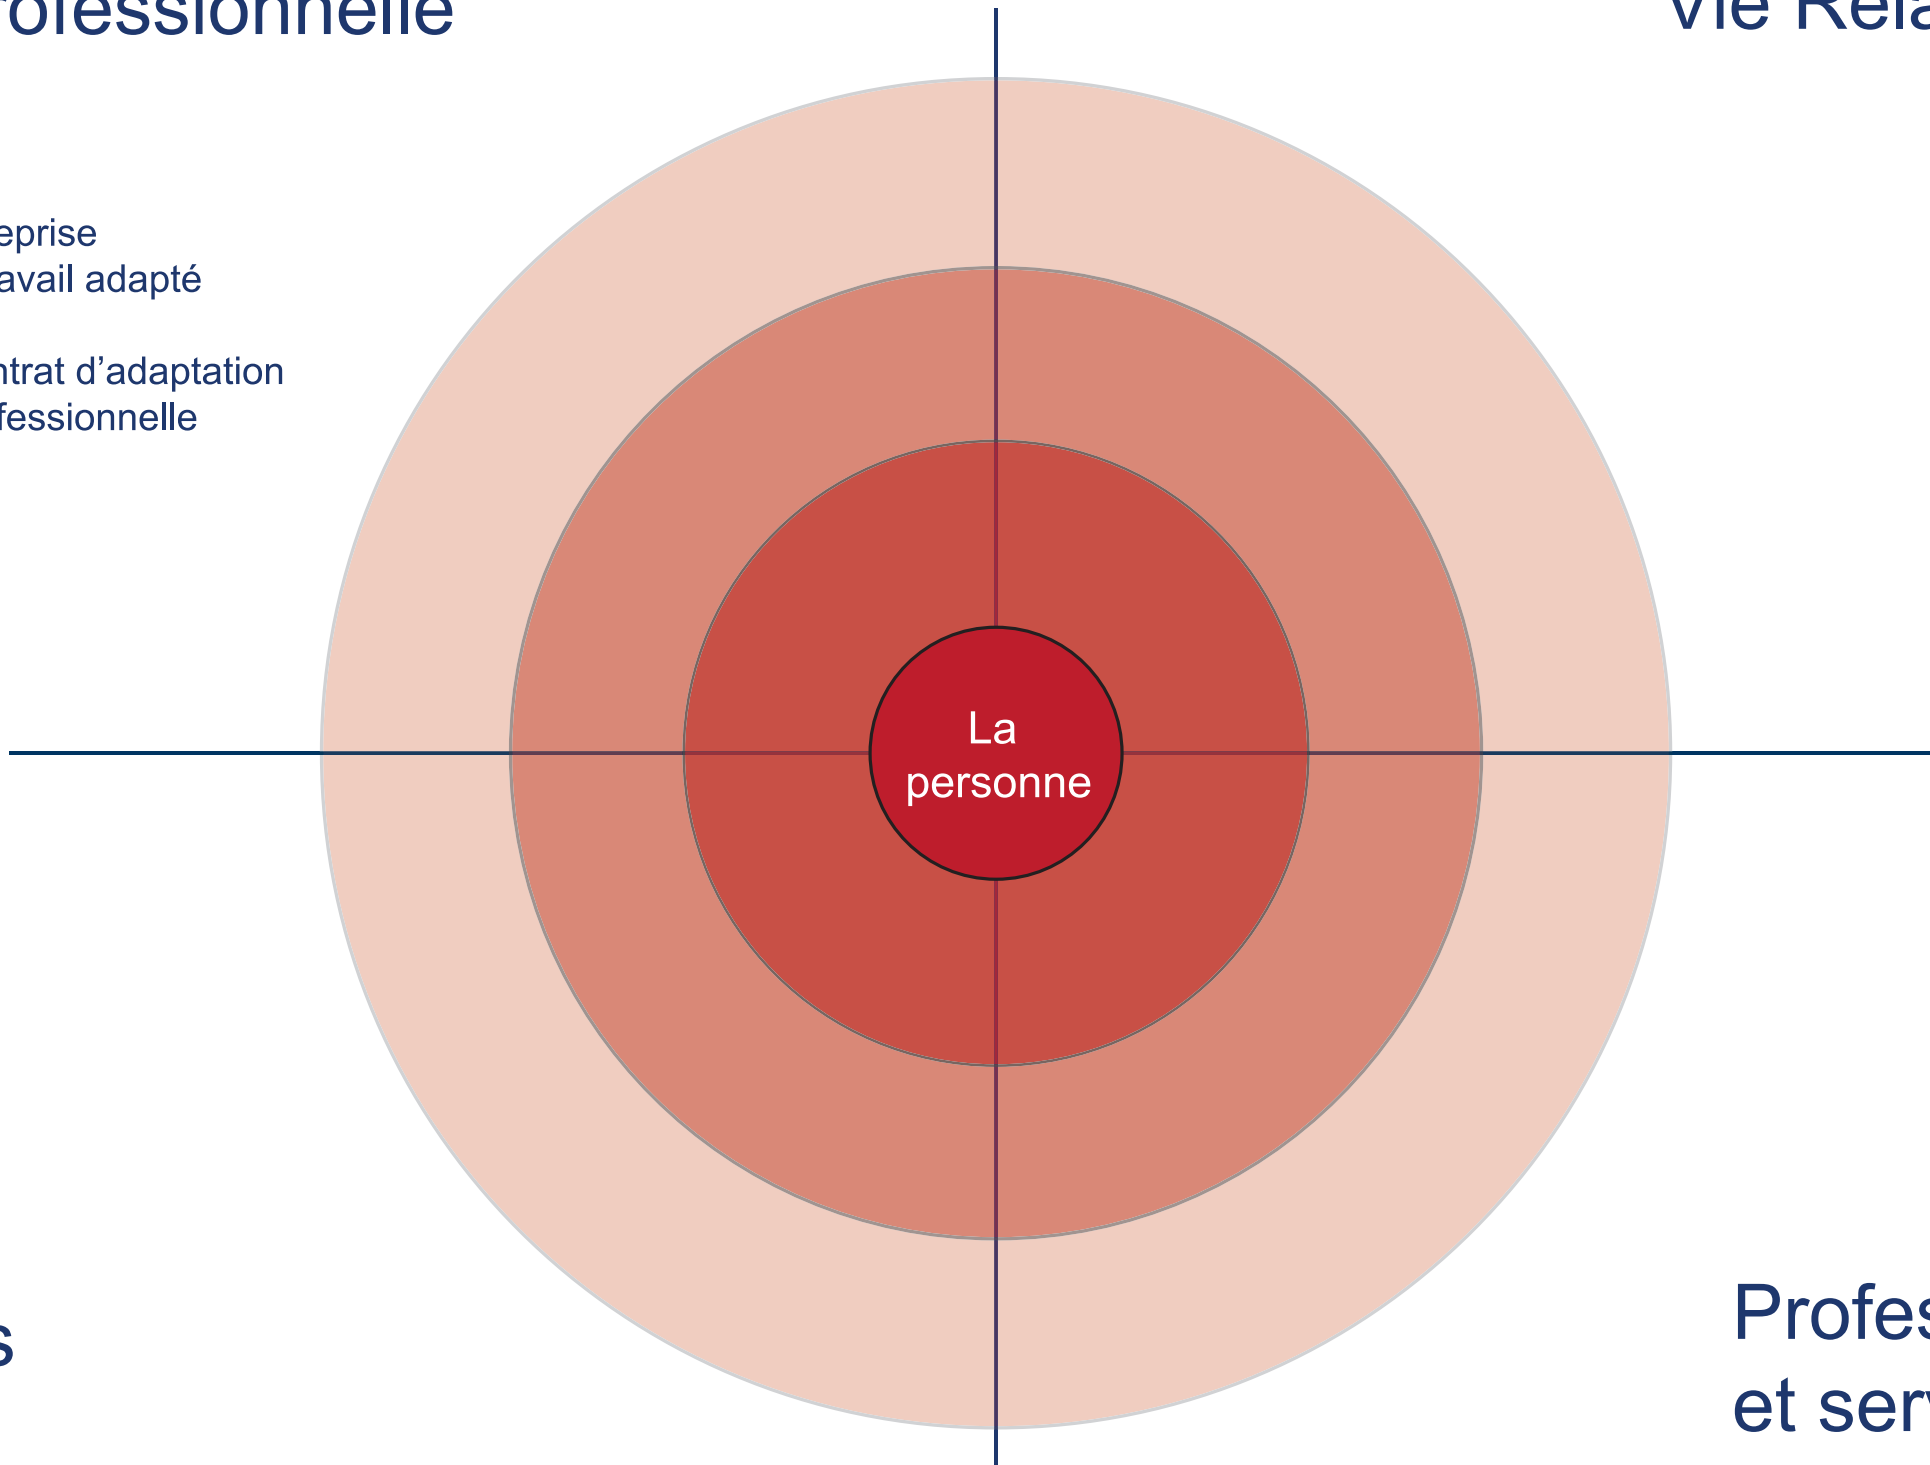 rofessionnelle
Vie Rela
eprise
avail adapté
ntrat d’adaptation
fessionnelle
La
personne
s
Profes
et serv